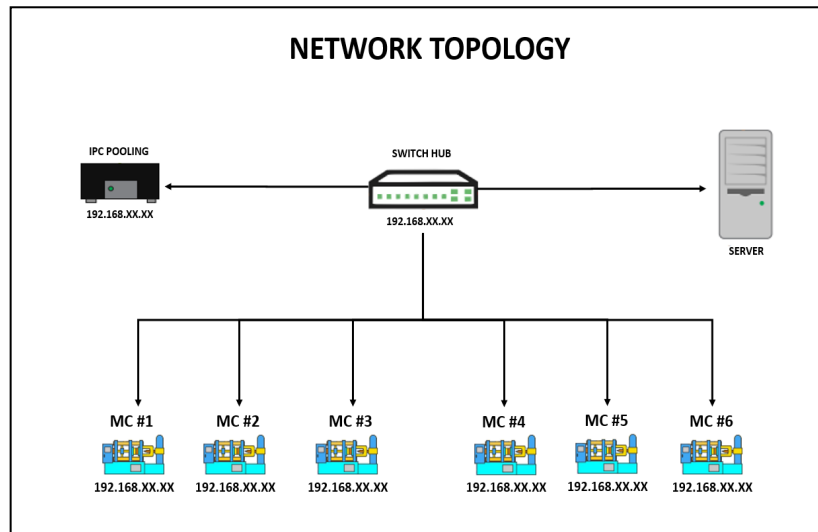 NETWORK TOPOLOGY
IPC POOLING
192.168.XX.XX
SWITCH HUB
192.168.XX.XX
SERVER
MC #1
192.168.XX.XX
MC #2
192.168.XX.XX
MC #3
192.168.XX.XX
MC #4
192.168.XX.XX
MC #5
192.168.XX.XX
MC #6
192.168.XX.XX